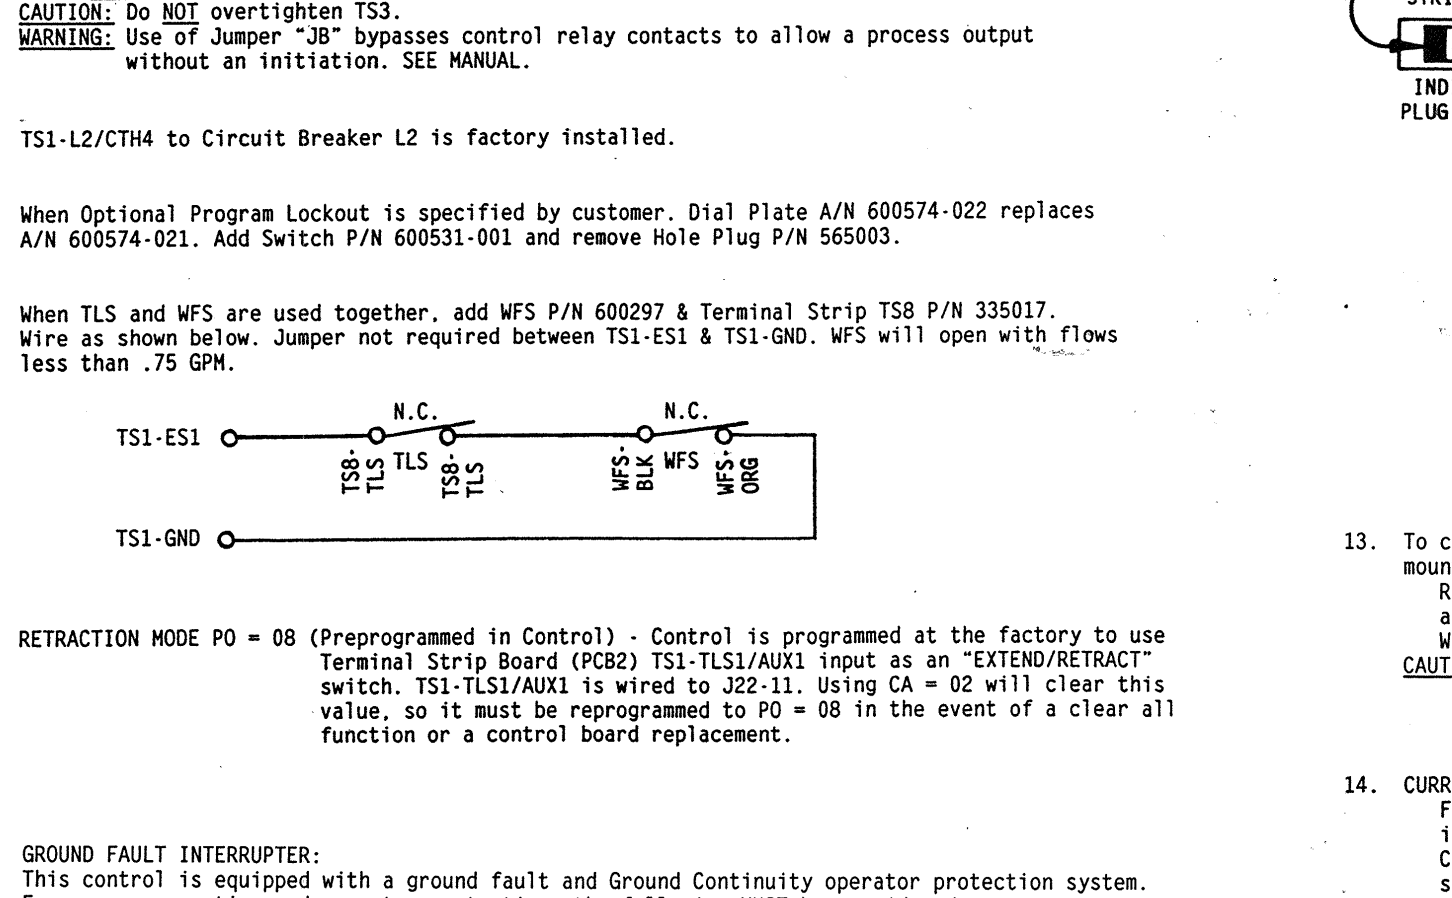 CAUTION: Do NOT overtighten TS3.
WARNING: Use of Jumper "JB" bypasses control relay contacts to allow a process output
without an initiation. SEE MANUAL.
TS1-L2/CTH4 to Circuit Breaker L2 is factory installed.
When Optional Program Lockout is specified by customer. Dial Plate A/N 600574-022 replaces
A/N 600574-021. Add Switch P/N 600531-001 and remove Hole Plug P/N 565003.
When TLS and WFS are used together, add WFS P/N 600297 & Terminal Strip TS8 P/N 335017.
Wire as shown below. Jumper not required between TS1-ES1 & TS1-GND. WFS will open with flows
less than .75 GPM.
N.C.
N.C.
TS1-ES1
TS8-
TLS
TLS
TS8-
TLS
WFS-
BLK
WFS
WFS-
ORG
TS1-GND
RETRACTION MODE PO = 08 (Preprogrammed in Control) - Control is programmed at the factory to use
Terminal Strip Board (PCB2) TS1-TLS1/AUX1 input as an "EXTEND/RETRACT"
switch. TS1-TLS1/AUX1 is wired to J22-11. Using CA = 02 will clear this
value, so it must be reprogrammed to PO = 08 in the event of a clear all
function or a control board replacement.
GROUND FAULT INTERRUPTER:
This control is equipped with a ground fault and Ground Continuity operator protection system.
IND
PLUG
13. To c
moun
R
a
W
CAUT
14. CURR
F
i
C
s